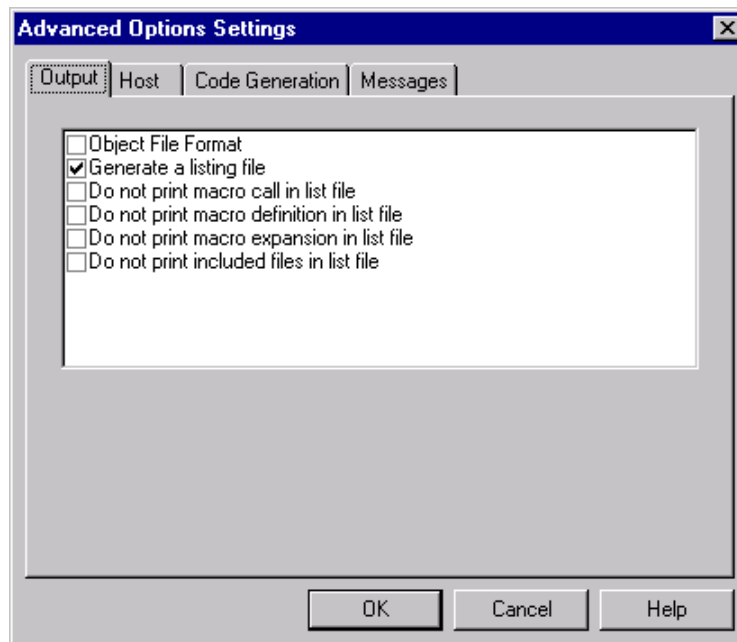 Advanced Options Settings
Output Host Code Generation Messages
Object File Format
Generate a listing file
Do not print macro call in list file
Do not print macro definition in list file
Do not print macro expansion in list file
Do not print included files in list file
OK Cancel Help